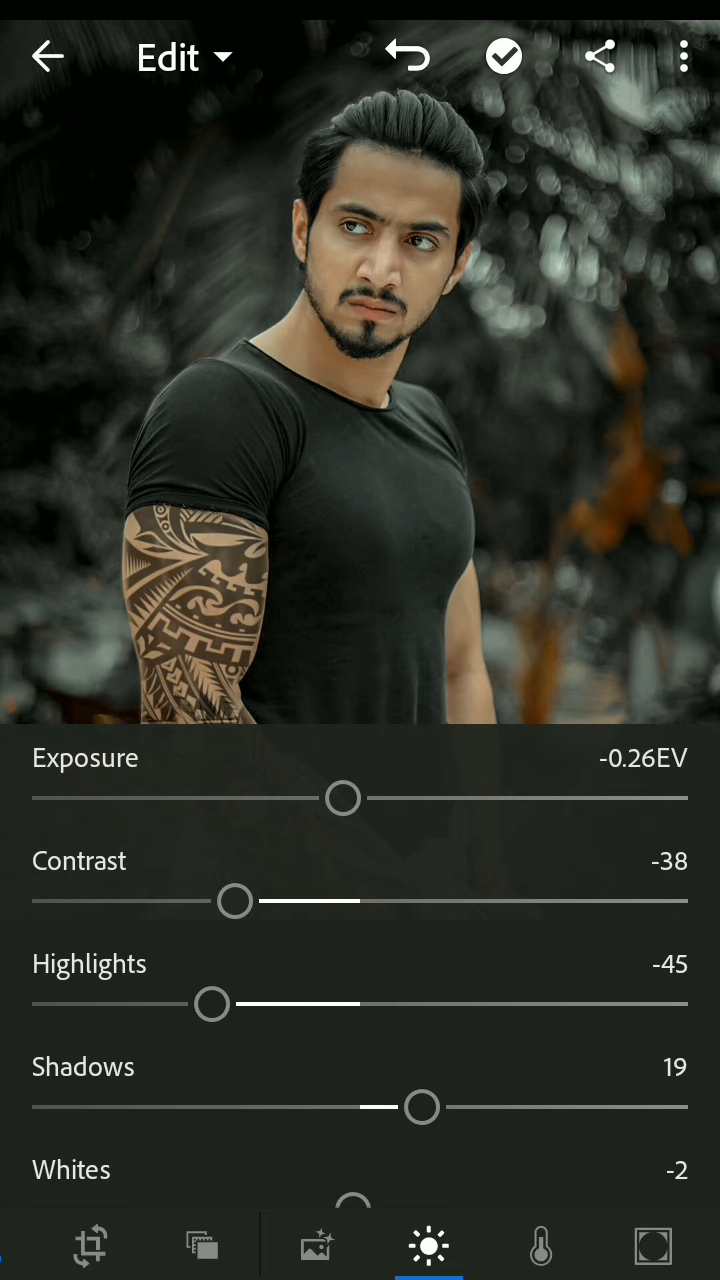 Edit
Exposure -0.26EV
Contrast -38
Highlights -45
Shadows 19
Whites -2